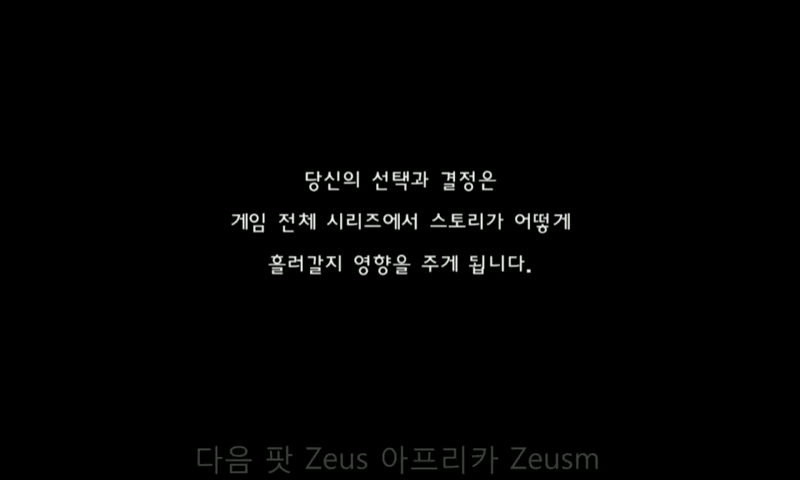 당신의 선택과 결정은
게임 전체 시리즈에서 스토리가 어떻게
흘러갈지 영향을 주게 됩니다.
다음 팟 Zeus 아프리카 Zeusm